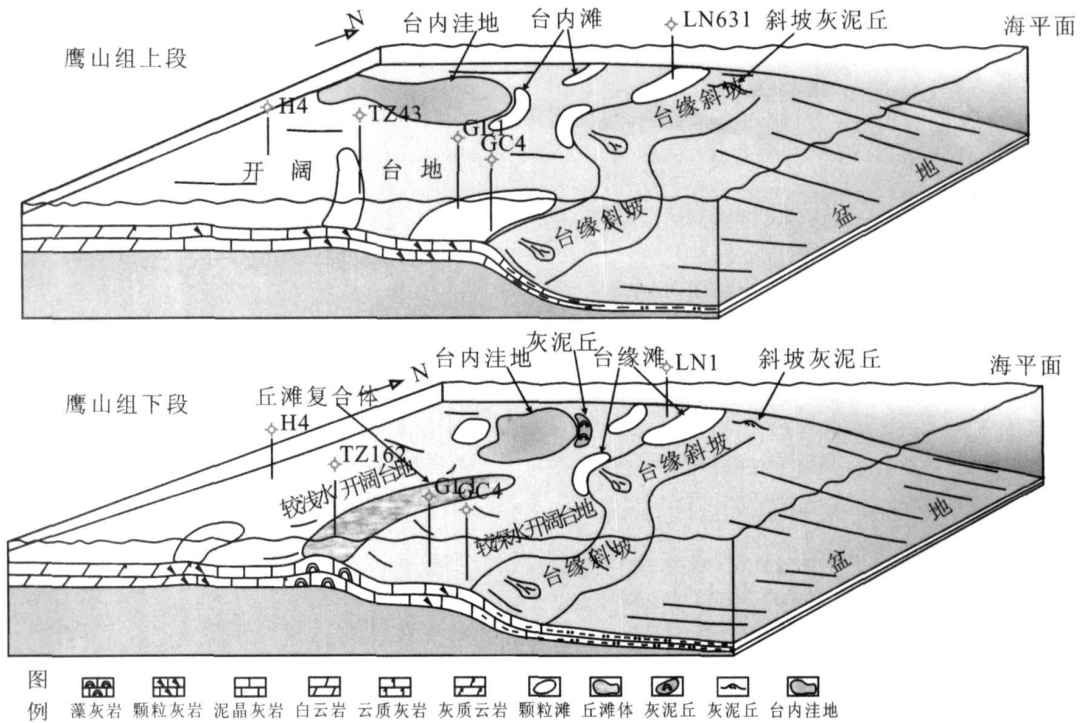 N
台内洼地
台内滩
LN631
斜坡灰泥丘
海平面
鹰山组上段
H4
TZ43
GL1
GC4
台缘斜坡
开阔台地
台缘斜坡
盆地
灰泥丘
台内洼地
台缘滩
LN1
斜坡灰泥丘
海平面
N
丘滩复合体
鹰山组下段
H4
TZ162
较浅水开阔台地
GL1
GC4
较深水开阔台地
台缘斜坡
台缘斜坡
盆地
图例
藻灰岩 颗粒灰岩 泥晶灰岩 白云岩 云质灰岩 灰质云岩 颗粒滩 丘滩体 灰泥丘 灰泥丘 台内洼地